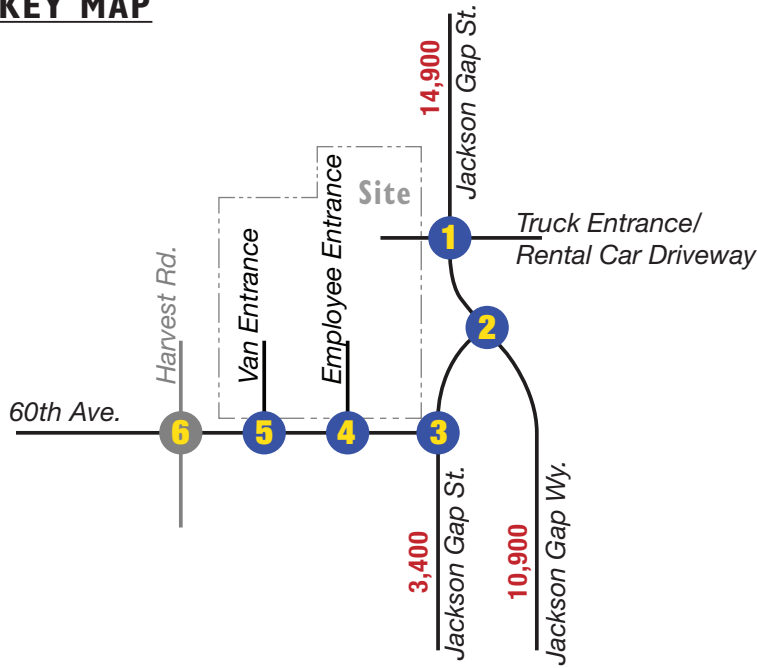 KEY MAP
14,900
Jackson Gap St.
Site
1
Truck Entrance/
Rental Car Driveway
2
Harvest Rd.
Van Entrance
Employee Entrance
60th Ave.
6
5
4
3
3,400
Jackson Gap St.
10,900
Jackson Gap Wy.